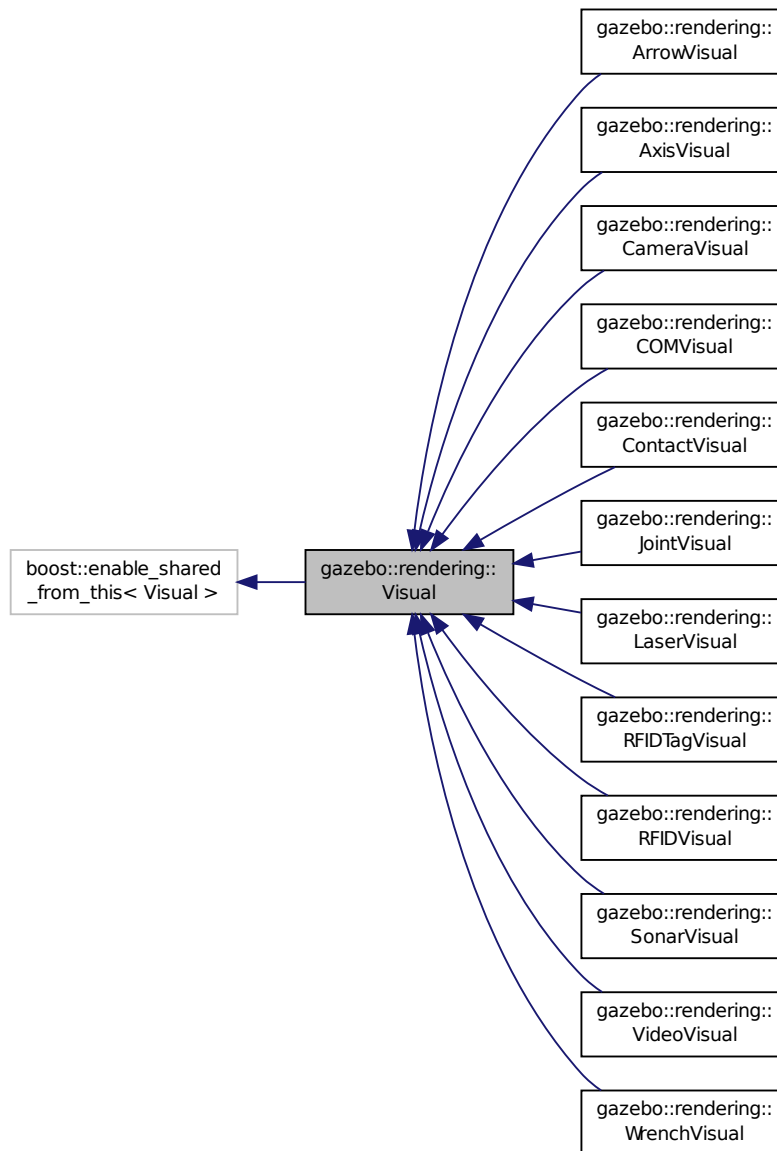 gazebo::rendering::
ArrowVisual
gazebo::rendering::
AxisVisual
gazebo::rendering::
CameraVisual
gazebo::rendering::
COMVisual
gazebo::rendering::
ContactVisual
gazebo::rendering::
JointVisual
boost::enable_shared
_from_this< Visual >
gazebo::rendering::
Visual
gazebo::rendering::
LaserVisual
gazebo::rendering::
RFIDTagVisual
gazebo::rendering::
RFIDVisual
gazebo::rendering::
SonarVisual
gazebo::rendering::
VideoVisual
gazebo::rendering::
WrenchVisual